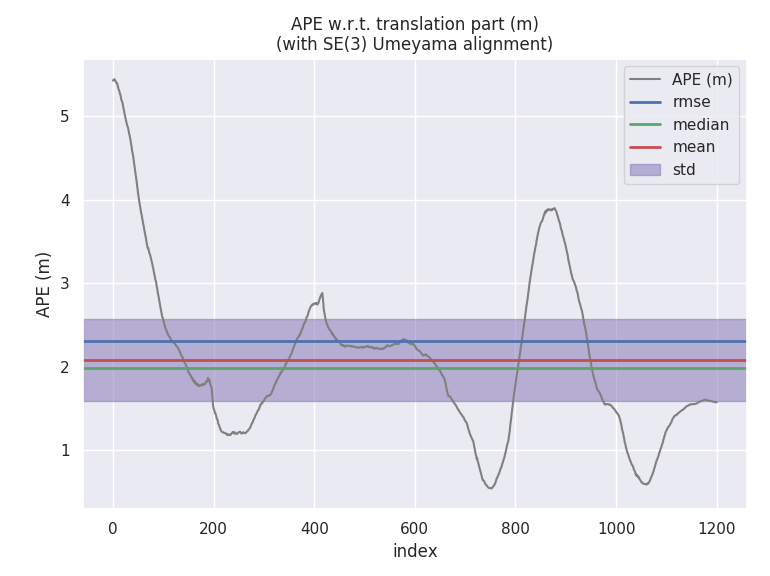 APE w.r.t. translation part (m)
(with SE(3) Umeyama alignment)
APE (m)
rmse
median
mean
std
APE (m)
5
4
3
2
1
0 200 400 600 800 1000 1200
index